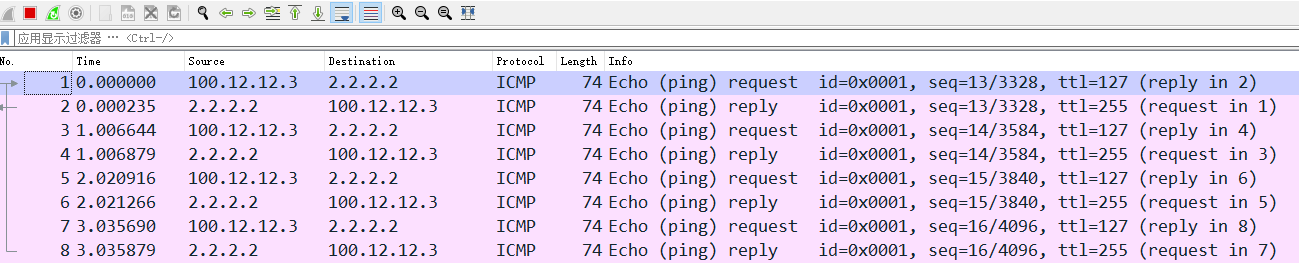 应用显示过滤器 … <Ctrl-/>
No. Time Source Destination Protocol Length Info
1 0.000000 100.12.12.3 2.2.2.2 ICMP 74 Echo (ping) request id=0x0001, seq=13/3328, ttl=127 (reply in 2)
2 0.000235 2.2.2.2 100.12.12.3 ICMP 74 Echo (ping) reply id=0x0001, seq=13/3328, ttl=255 (request in 1)
3 1.006644 100.12.12.3 2.2.2.2 ICMP 74 Echo (ping) request id=0x0001, seq=14/3584, ttl=127 (reply in 4)
4 1.006879 2.2.2.2 100.12.12.3 ICMP 74 Echo (ping) reply id=0x0001, seq=14/3584, ttl=255 (request in 3)
5 2.020916 100.12.12.3 2.2.2.2 ICMP 74 Echo (ping) request id=0x0001, seq=15/3840, ttl=127 (reply in 6)
6 2.021266 2.2.2.2 100.12.12.3 ICMP 74 Echo (ping) reply id=0x0001, seq=15/3840, ttl=255 (request in 5)
7 3.035690 100.12.12.3 2.2.2.2 ICMP 74 Echo (ping) request id=0x0001, seq=16/4096, ttl=127 (reply in 8)
8 3.035879 2.2.2.2 100.12.12.3 ICMP 74 Echo (ping) reply id=0x0001, seq=16/4096, ttl=255 (request in 7)